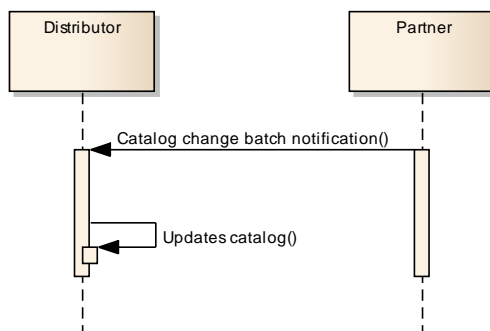 Distributor
Partner
Catalog change batch notification()
Updates catalog()